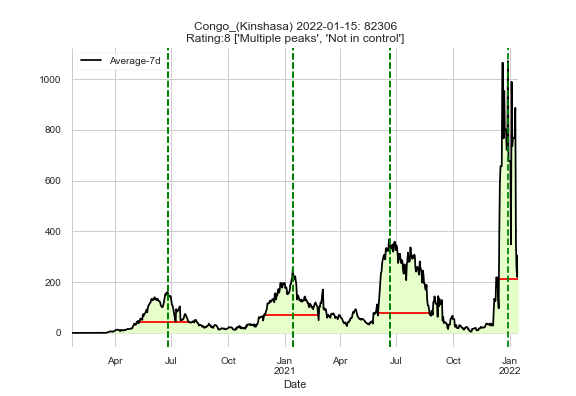 Congo_(Kinshasa) 2022-01-15: 82306
Rating:8 ['Multiple peaks', 'Not in control']
Average-7d
1000
800
600
400
200
0
Apr Jul Oct Jan Apr Jul Oct Jan
2021 2022
Date